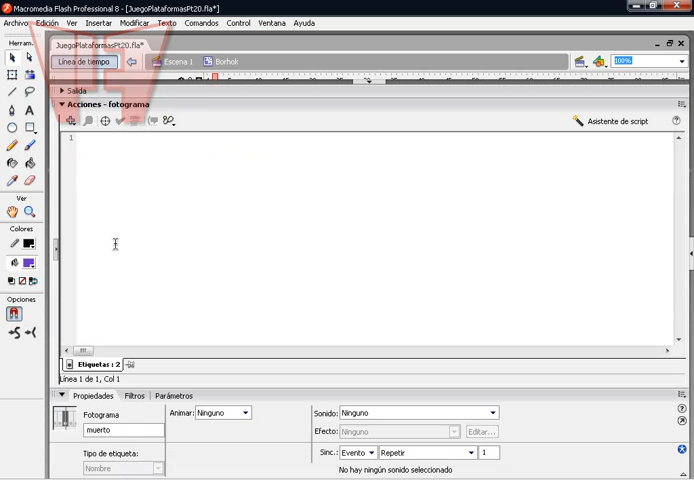 Macromedia Flash Professional 8 - [JuegoPlataformasPt20.fla*]
Archivo Edición Ver Insertar Modificar Texto Comandos Control Ventana Ayuda
Herram.
JuegoPlataformasPt20.fla*
Línea de tiempo Escena 1 Borhok 100%
Salida
Acciones - fotograma
Asistente de script
1
Ver
Colores
Opciones
Etiquetas : 2
Línea 1 de 1, Col 1
Propiedades Filtros Parámetros
Fotograma Animar: Ninguno Sonido: Ninguno
muerto Efecto: Ninguno Editar...
Tipo de etiqueta: Sinc.: Evento Repetir 1
Nombre No hay ningún sonido seleccionado